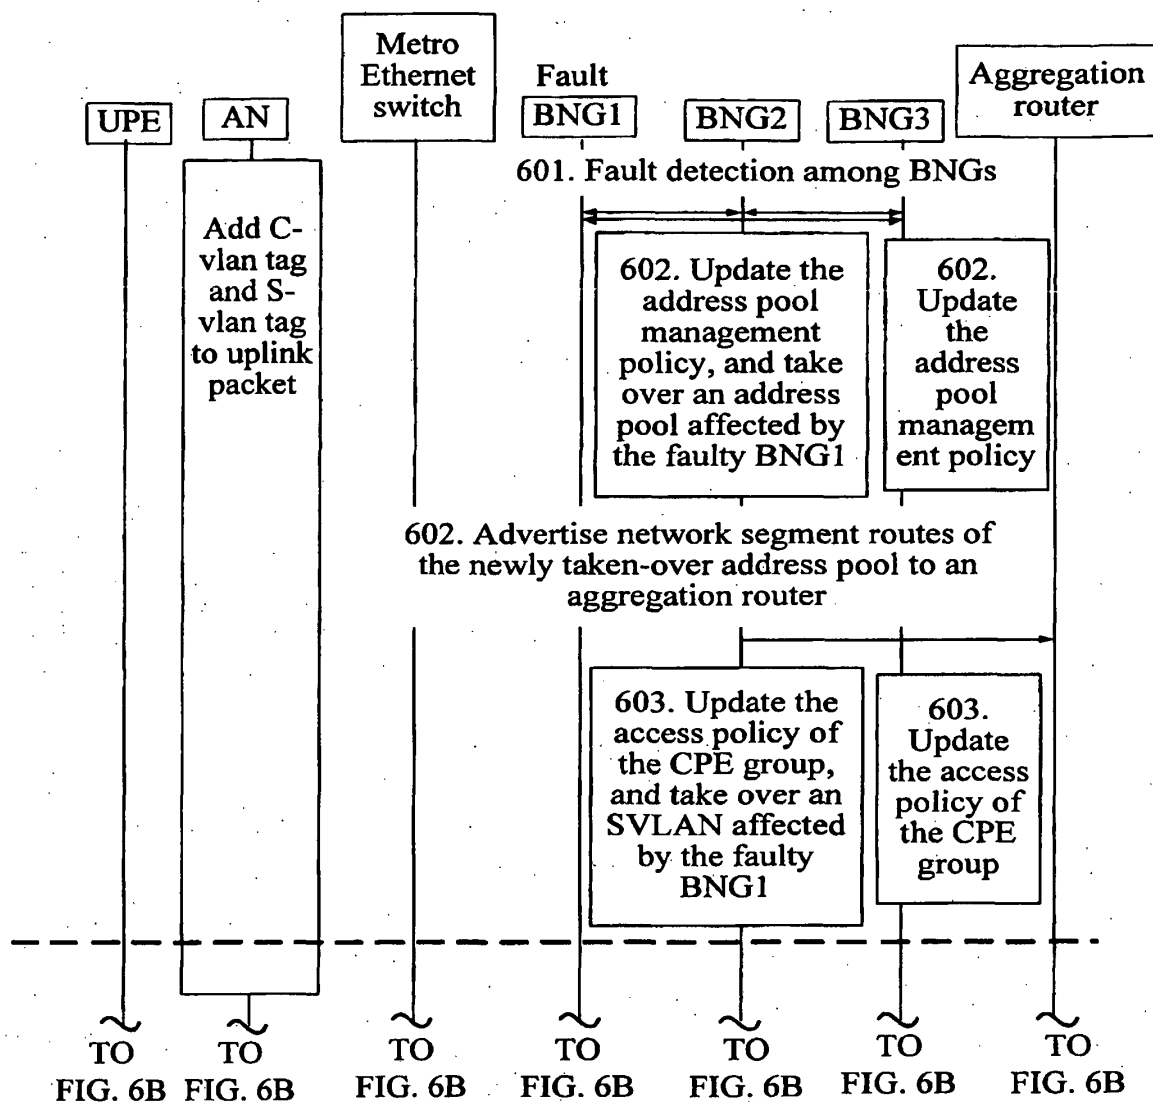 Metro
Ethernet
switch
Fault
Aggregation
router
UPE
AN
BNG1
BNG2
BNG3
601. Fault detection among BNGs
Add C-
vlan tag
and S-
vlan tag
to uplink
packet
602. Update the
address pool
management
policy, and take
over an address
pool affected by
the faulty BNG1
602.
Update
the
address
pool
managem
ent policy
602. Advertise network segment routes of
the newly taken-over address pool to an
aggregation router
603. Update the
access policy of
the CPE group,
and take over an
SVLAN affected
by the faulty
BNG1
603.
Update
the access
policy of
the CPE
group
TO
FIG. 6B
TO
FIG. 6B
TO
FIG. 6B
TO
FIG. 6B
TO
FIG. 6B
TO
FIG. 6B
TO
FIG. 6B